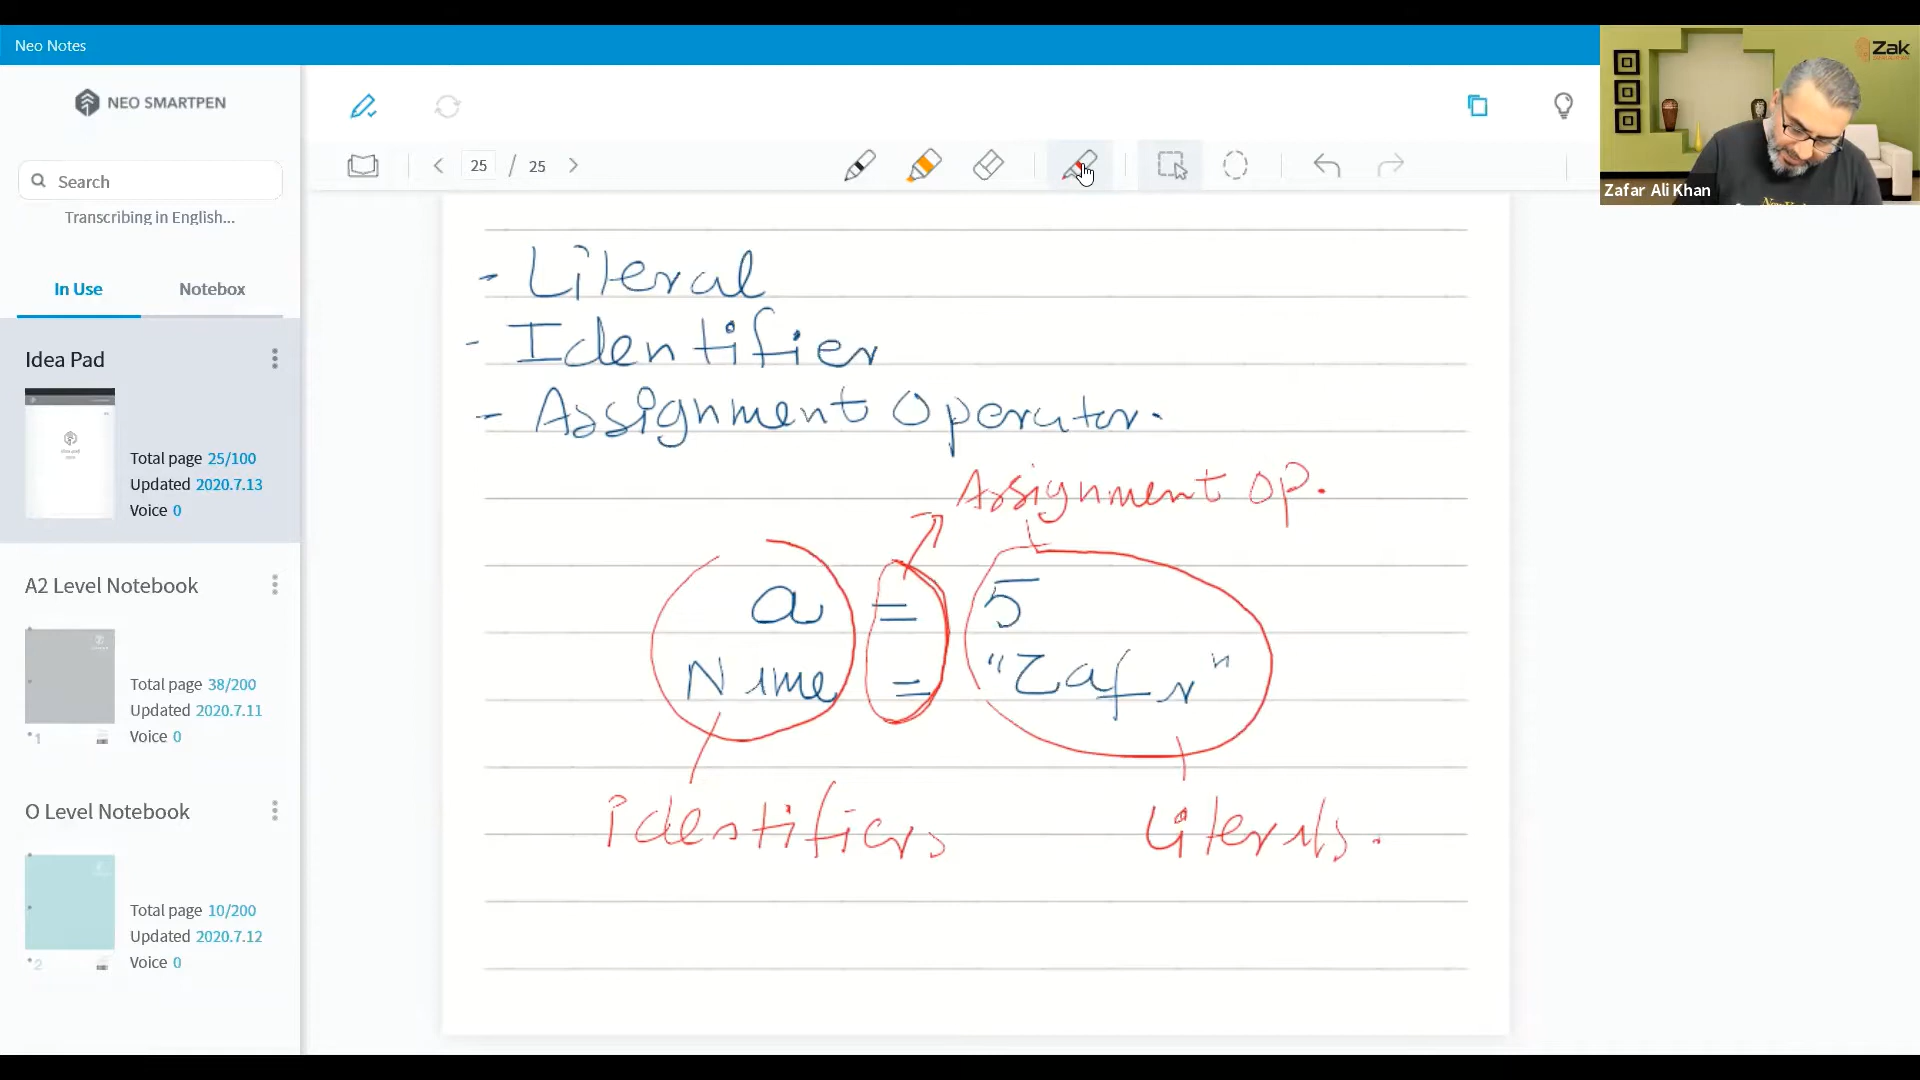 Neo Notes
NEO SMARTPEN
Search
Transcribing in English...
In Use
Notebox
Idea Pad
Total page 25/100
Updated 2020.7.13
Voice 0
A2 Level Notebook
Total page 38/200
Updated 2020.7.11
Voice 0
1
O Level Notebook
Total page 10/200
Updated 2020.7.12
Voice 0
2
25 / 25
- Literal
- Identifier
- Assignment Operator.
Assignment OP.
a = 5
Name = "Zafar"
identifiers
Literals.
Zak
Zafar Ali Khan